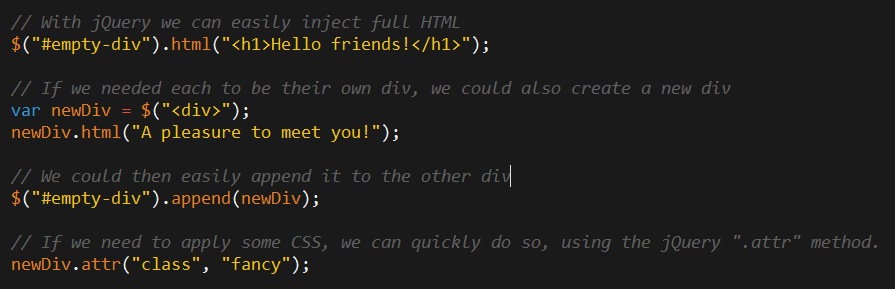 // With jQuery we can easily inject full HTML
$("#empty-div").html("<h1>Hello friends!</h1>");
// If we needed each to be their own div, we could also create a new div
var newDiv = $("<div>");
newDiv.html("A pleasure to meet you!");
// We could then easily append it to the other div
$("#empty-div").append(newDiv);
// If we need to apply some CSS, we can quickly do so, using the jQuery ".attr" method.
newDiv.attr("class", "fancy");